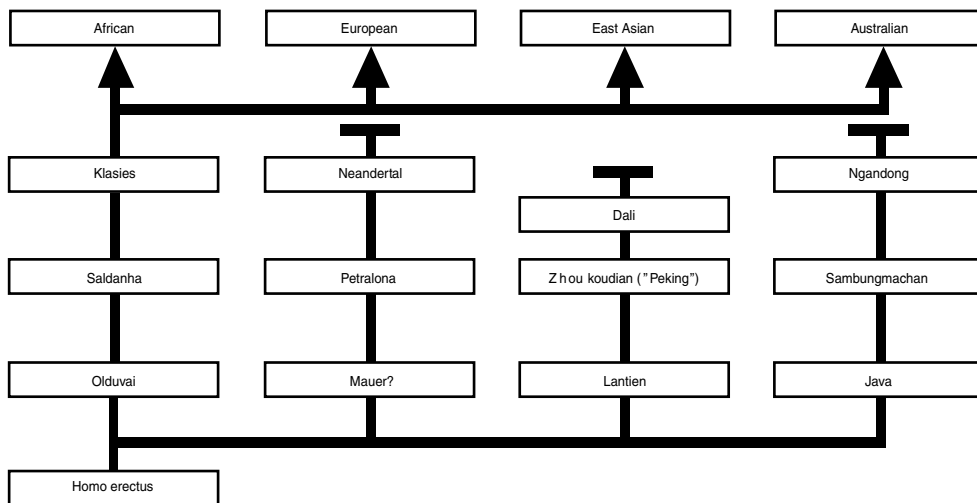 African
European
East Asian
Australian
Klasies
Neandertal
Ngandong
Dali
Saldanha
Petralona
Zhou koudian ("Peking")
Sambungmachan
Olduvai
Mauer?
Lantien
Java
Homo erectus